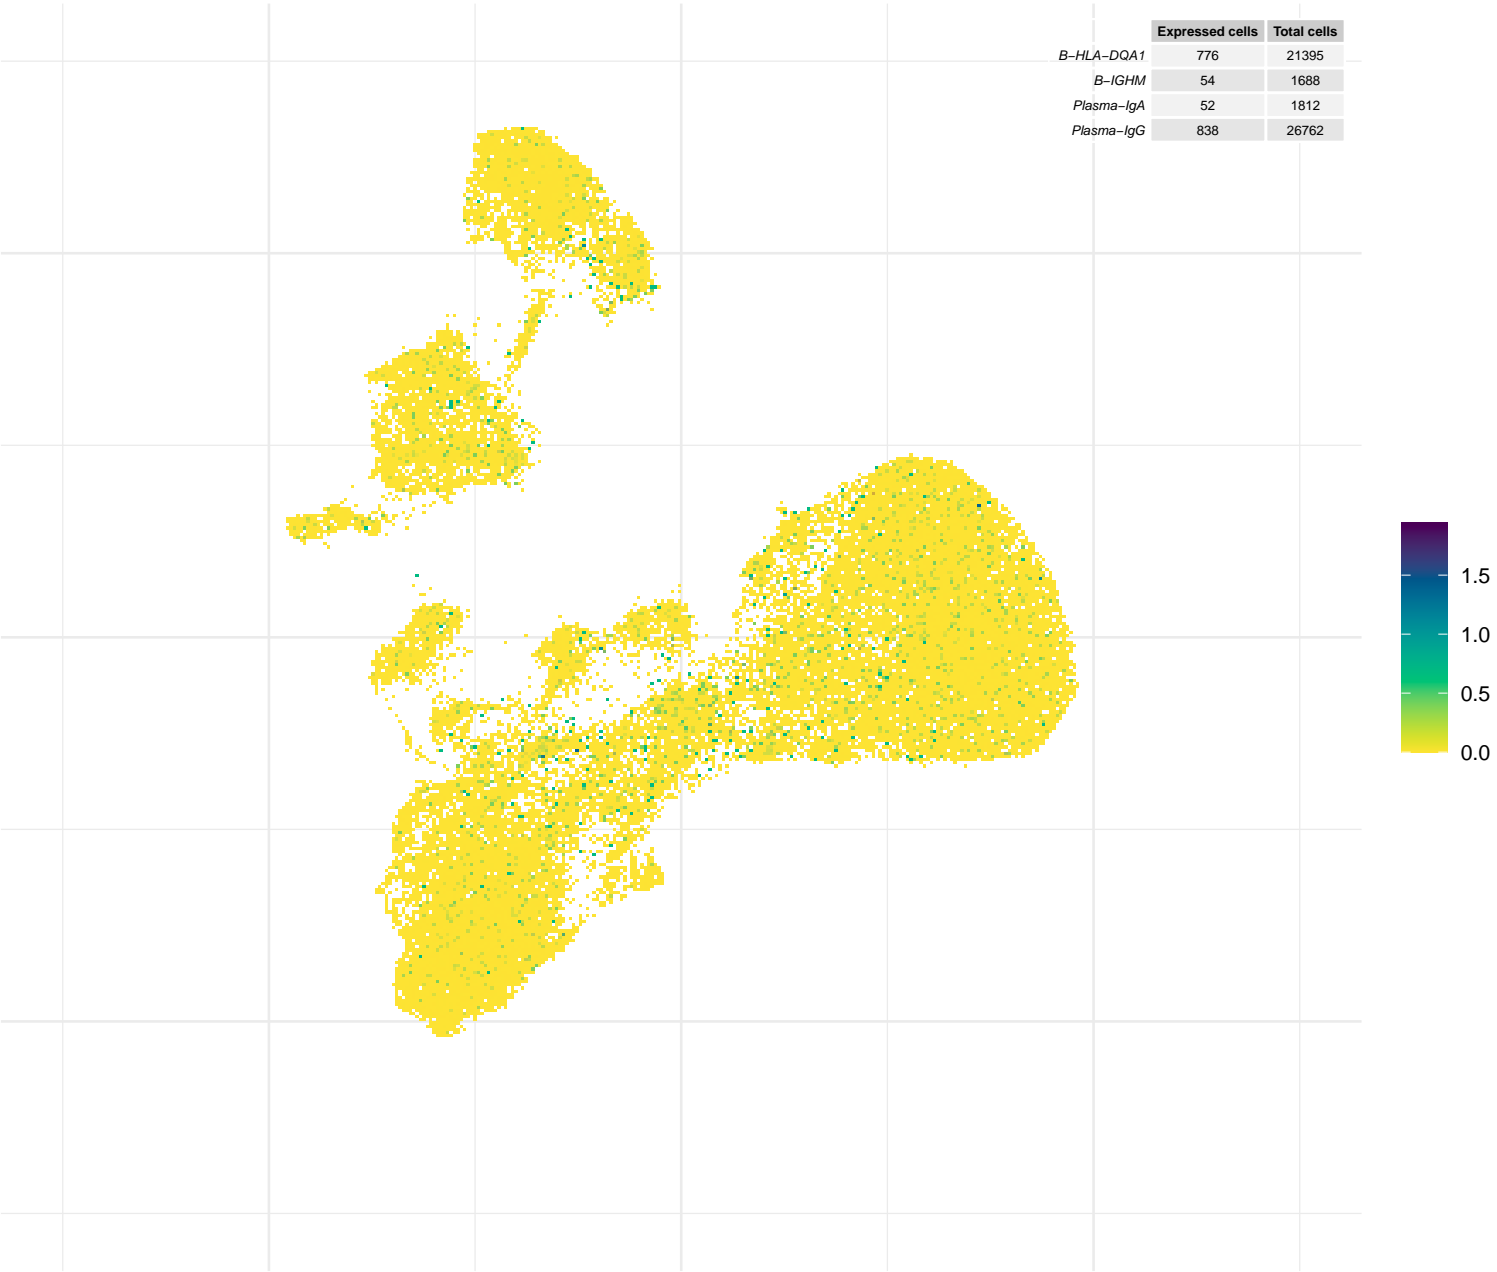 Expressed cells Total cells
B−HLA−DQA1 776 21395
B−IGHM 54 1688
Plasma−IgA 52 1812
Plasma−IgG 838 26762
1.5
1.0
0.5
0.0